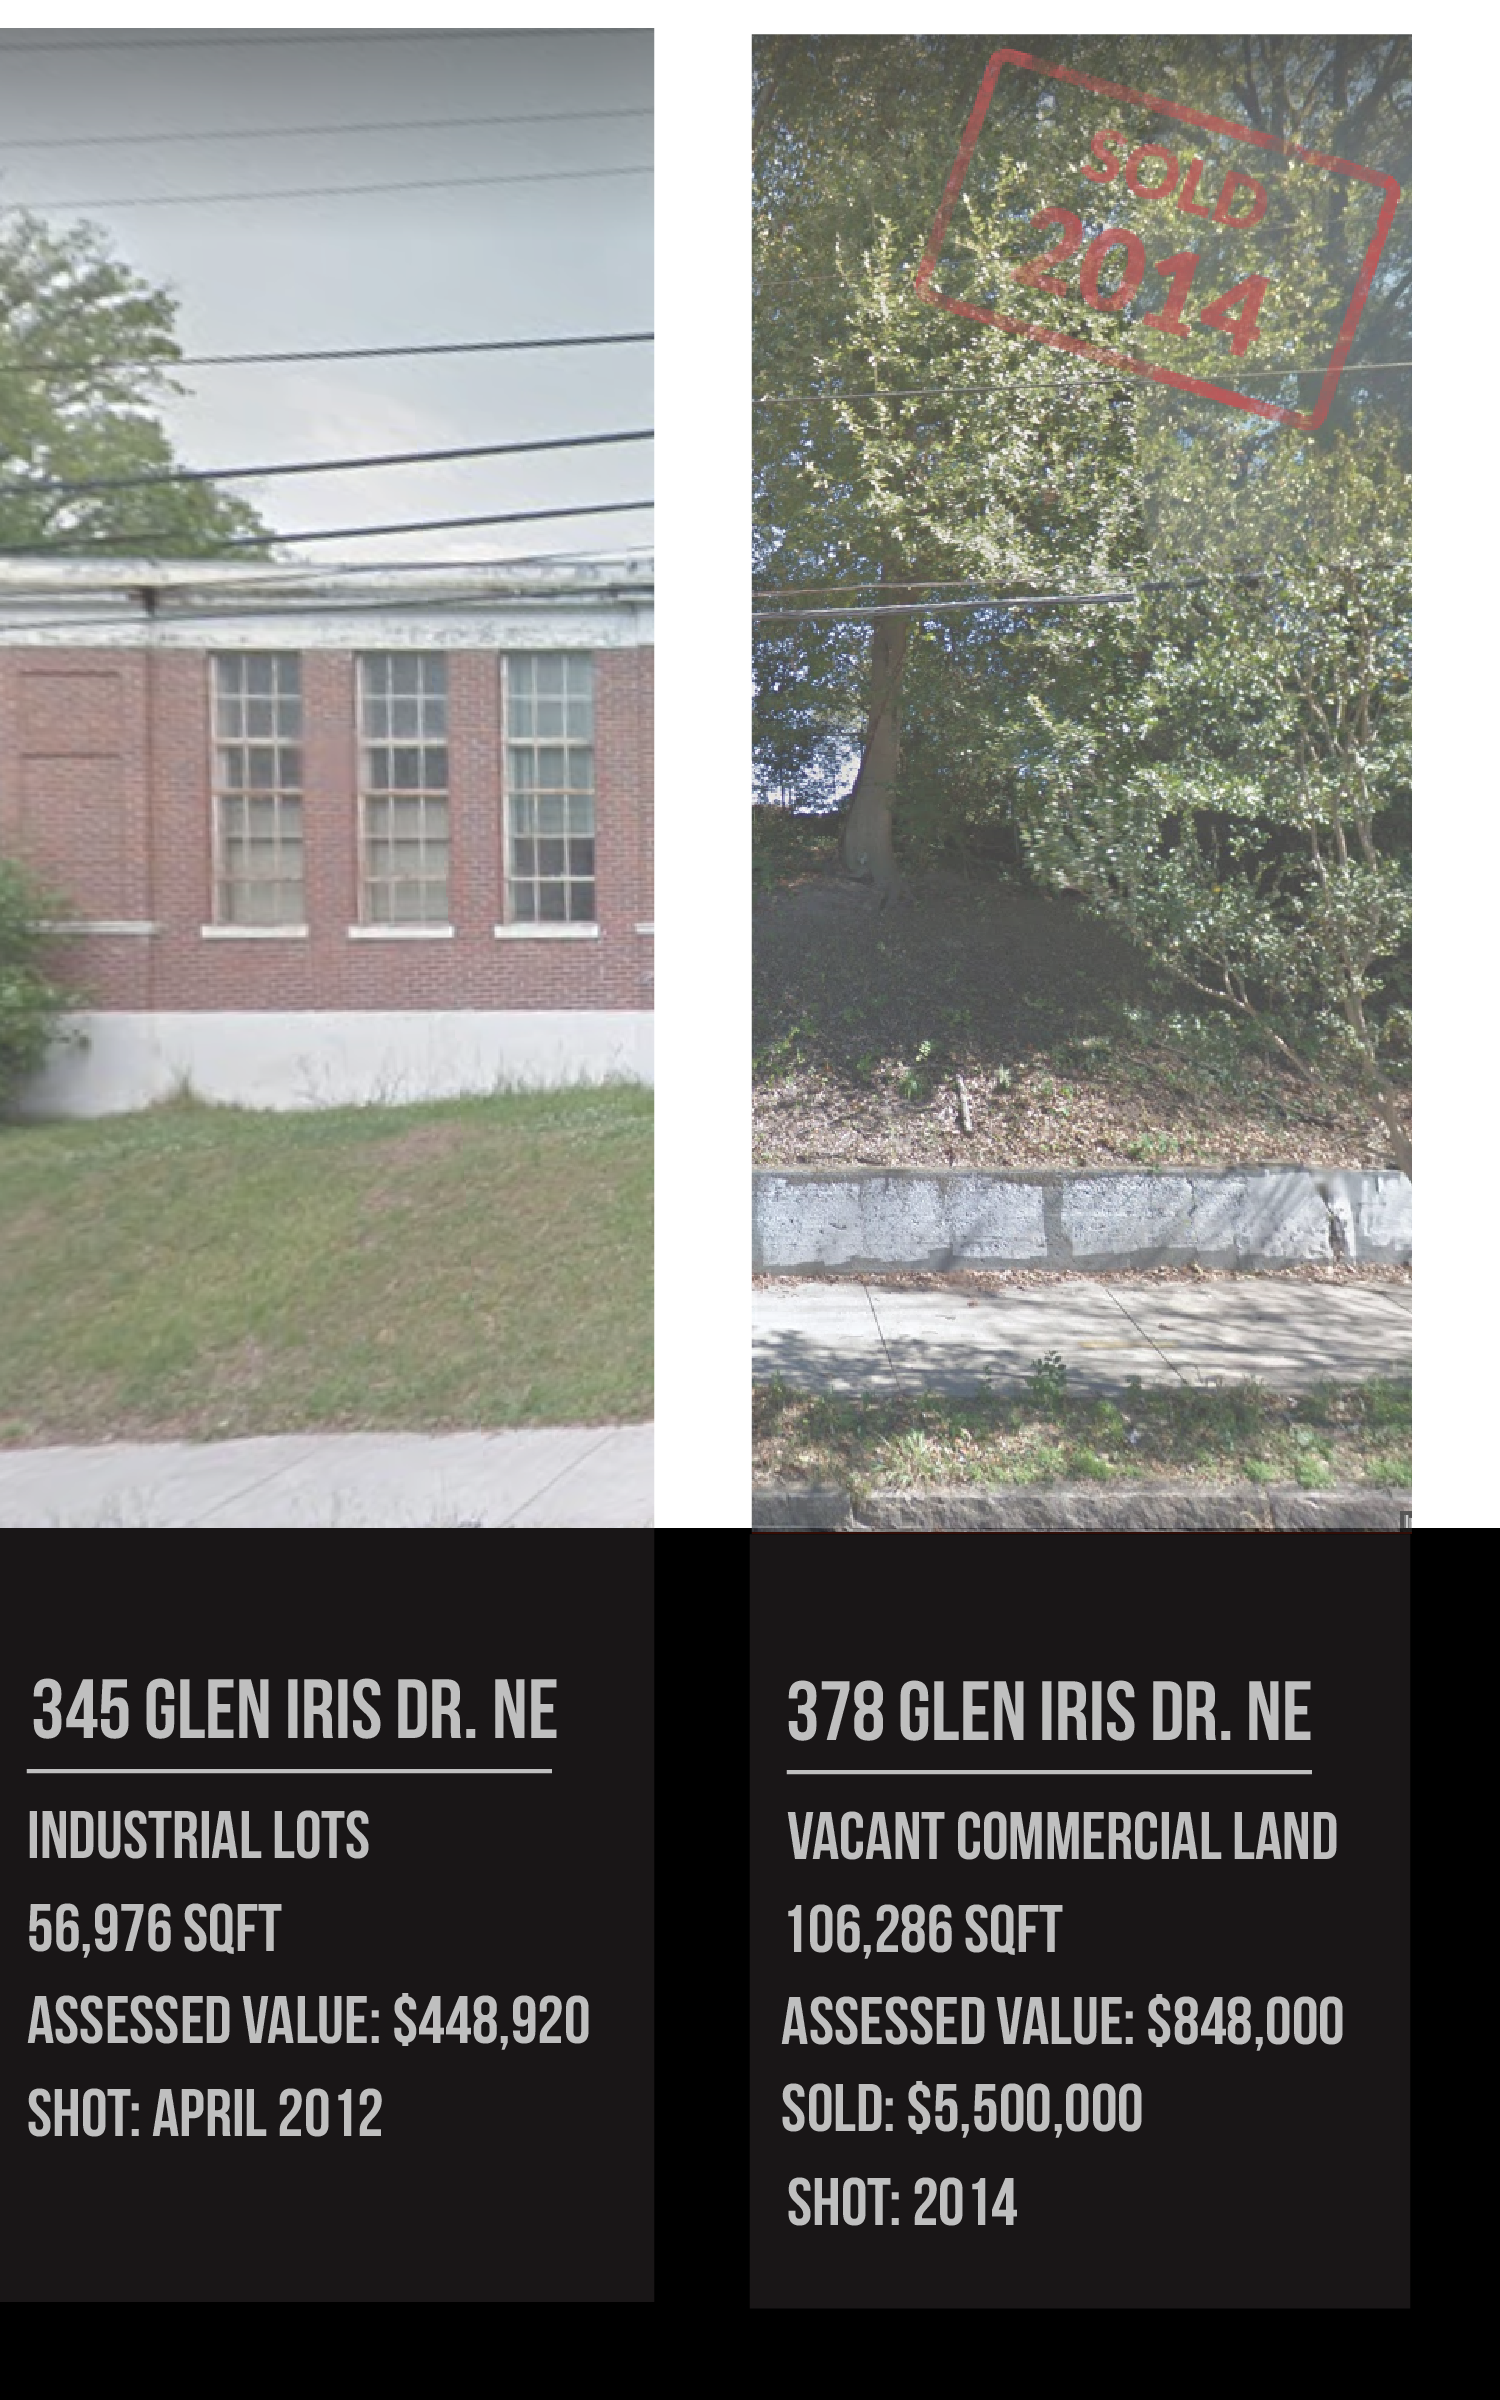 SOLD
2014
345 GLEN IRIS DR. NE
INDUSTRIAL LOTS
56,976 SQFT
ASSESSED VALUE: $448,920
SHOT: APRIL 2012
378 GLEN IRIS DR. NE
VACANT COMMERCIAL LAND
106,286 SQFT
ASSESSED VALUE: $848,000
SOLD: $5,500,000
SHOT: 2014